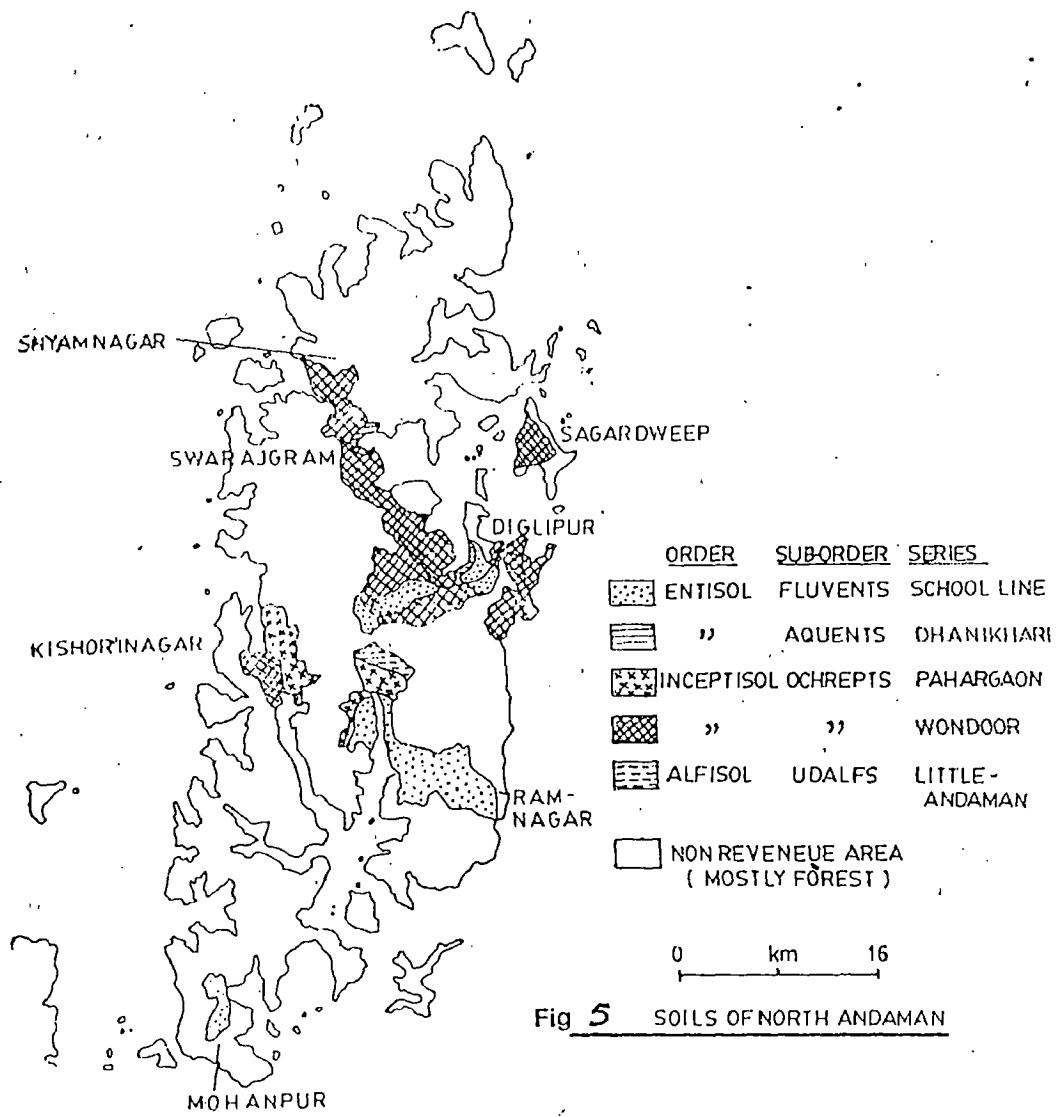 SHYAMNAGAR
SWARAJGRAM
SAGARDWEEP
DIGLIPUR
KISHORINAGAR
RAM-
NAGAR
MOHANPUR
ORDER SUBORDER SERIES
ENTISOL FLUVENTS SCHOOL LINE
” AQUENTS DHANIKHARI
INCEPTISOL OCHREPTS PAHARGAON
” ” WONDOOR
ALFISOL UDALFS LITTLE-
ANDAMAN
NON REVENEUE AREA
( MOSTLY FOREST )
0 km 16
Fig 5 SOILS OF NORTH ANDAMAN